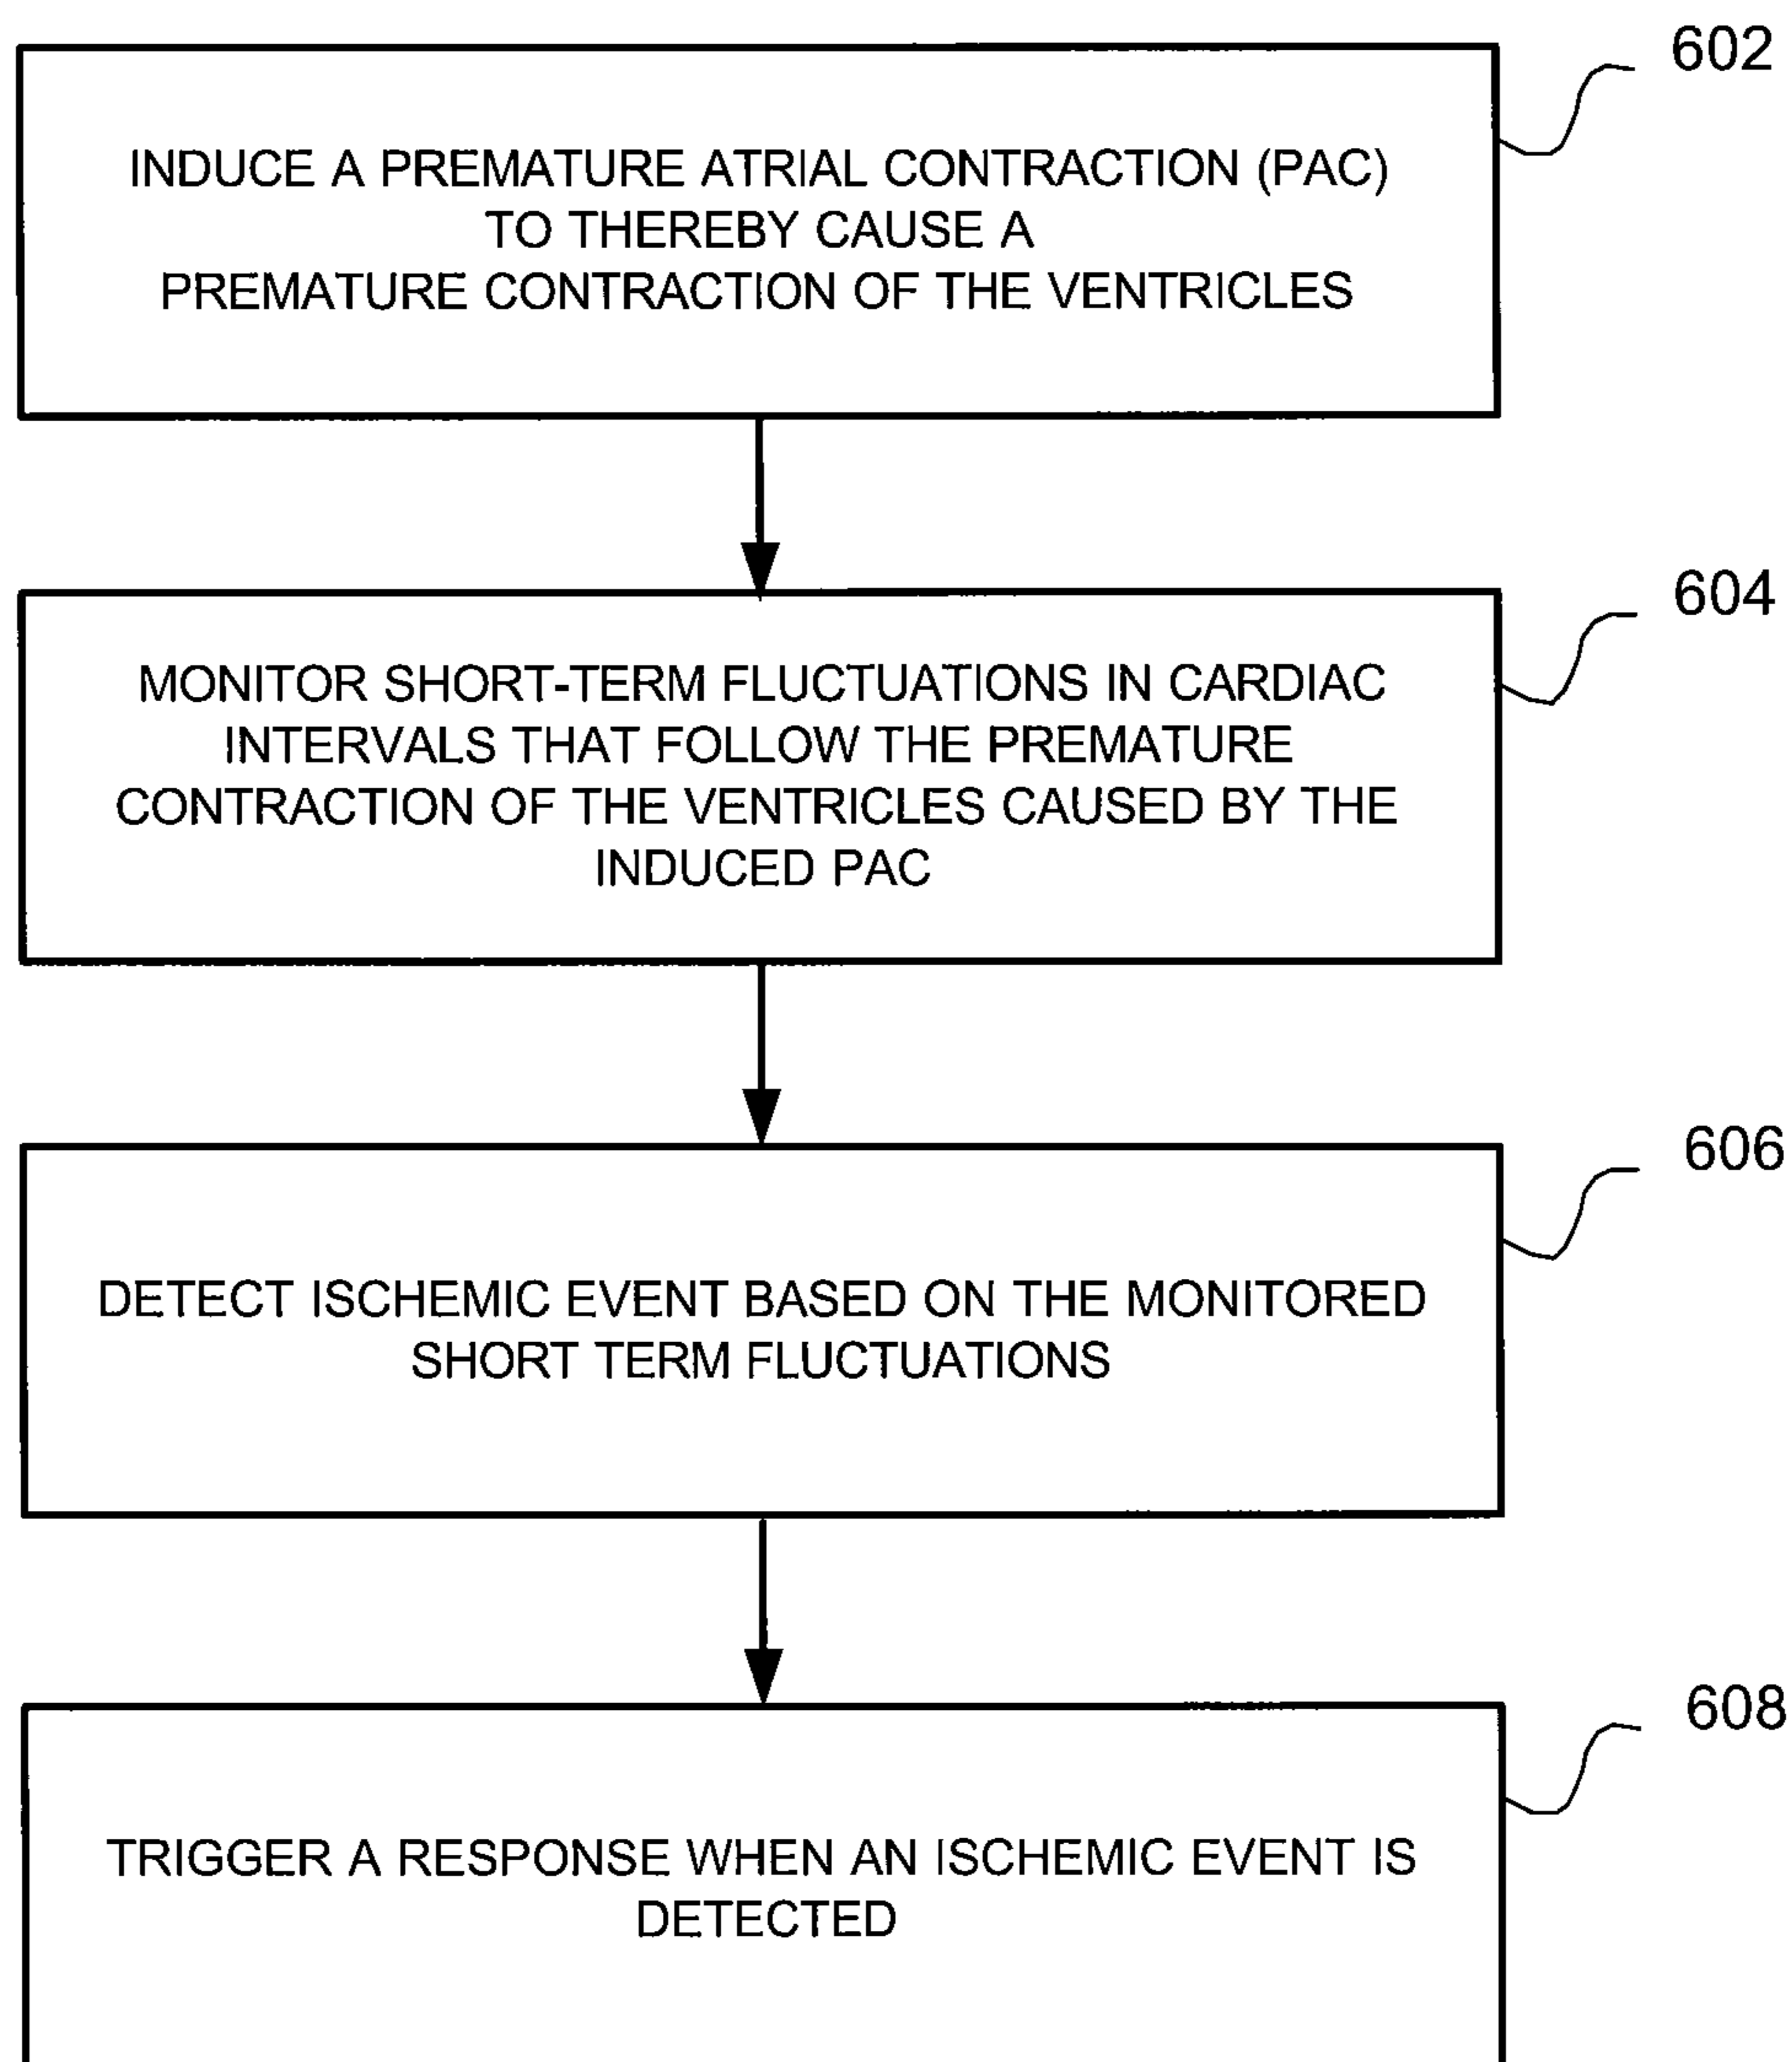 602
INDUCE A PREMATURE ATRIAL CONTRACTION (PAC)
TO THEREBY CAUSE A
PREMATURE CONTRACTION OF THE VENTRICLES
604
MONITOR SHORT-TERM FLUCTUATIONS IN CARDIAC
INTERVALS THAT FOLLOW THE PREMATURE
CONTRACTION OF THE VENTRICLES CAUSED BY THE
INDUCED PAC
606
DETECT ISCHEMIC EVENT BASED ON THE MONITORED
SHORT TERM FLUCTUATIONS
608
TRIGGER A RESPONSE WHEN AN ISCHEMIC EVENT IS
DETECTED